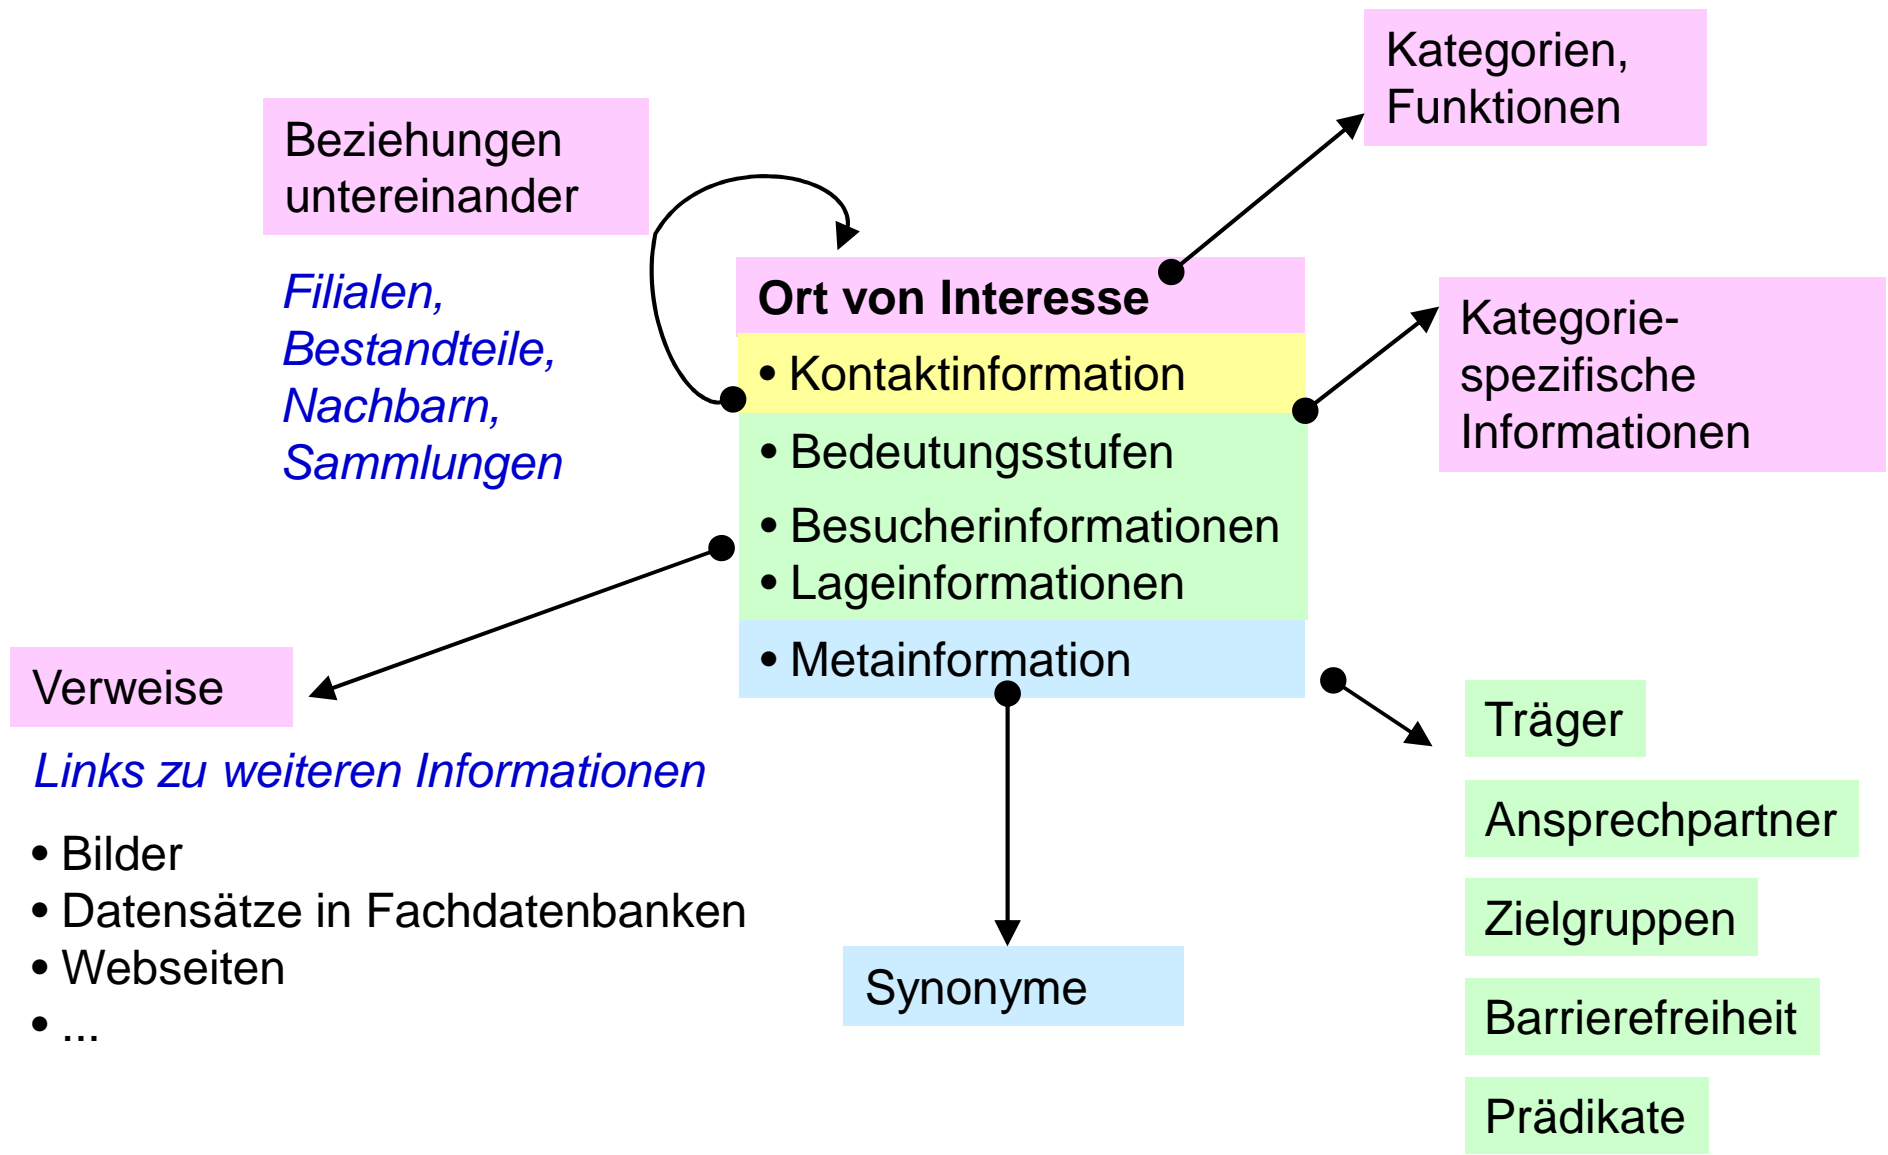 Kategorien,
Funktionen
Beziehungen
untereinander
Filialen,
Bestandteile,
Nachbarn,
Sammlungen
Ort von Interesse
• Kontaktinformation
• Bedeutungsstufen
• Besucherinformationen
• Lageinformationen
• Metainformation
Kategorie-
spezifische
Informationen
Verweise
Links zu weiteren Informationen
• Bilder
• Datensätze in Fachdatenbanken
• Webseiten
• ...
Synonyme
Träger
Ansprechpartner
Zielgruppen
Barrierefreiheit
Prädikate